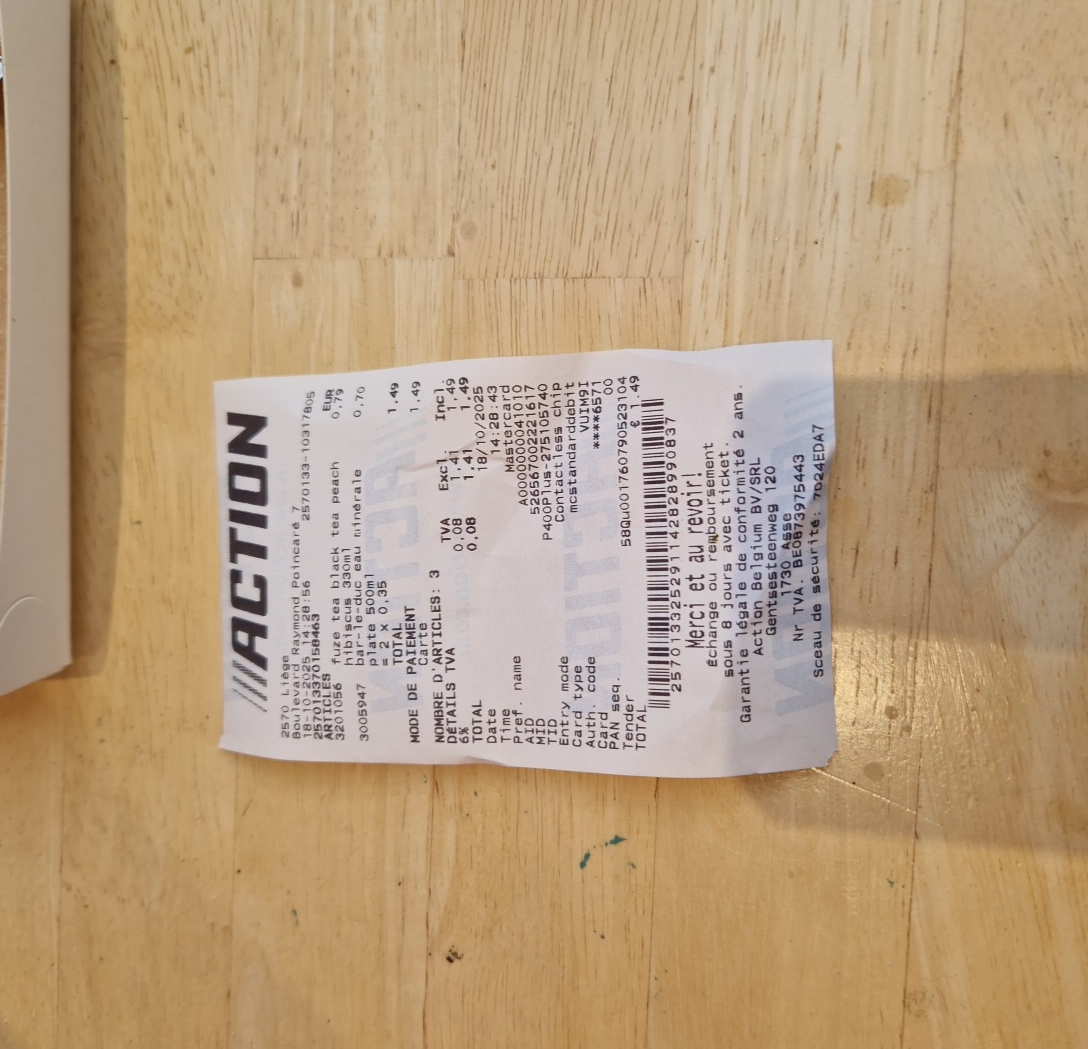 ///ACTION
2570 Liège
Boulevard Raymond Poincaré 7
18-10-2025 14:28:56 2570133-10317805
2570133701 58463
ARTICLES EUR
3201056 fuze tea black tea peach 0,79
hibiscus 330ml
3005947 bar-le-duc eau minérale 0,70
plate 500ml
= 2 x 0,35
TOTAL 1,49
MODE DE PAIEMENT
Carte 1,49
NOMBRE D'ARTICLES: 3
DÉTAILS TVA TVA Excl. Incl.
6% 0,08 1,41 1,49
TOTAL 0,08 1,41 1,49
Date 18/10/2025
Time 14:28:43
Pref. name Mastercard
AID A0000000041010
MID 526567002221617
TID P400Plus-275105740
Entry mode Contactless chip
Card type mcstandarddebit
Auth. code VUIM9I
Card ****6571
PAN seq. 00
Tender 58Qu001760790523104
TOTAL € 1.49
2570133252911428289908​37
Merci et au revoir!
échange ou remboursement
sous 8 jours avec ticket.
Garantie légale de conformité 2 ans.
Action Belgium BV/SRL
Gentsesteenweg 120
1730 Asse
Nr TVA. BE0873975443
Sceau de sécurité: 7D24EDA7